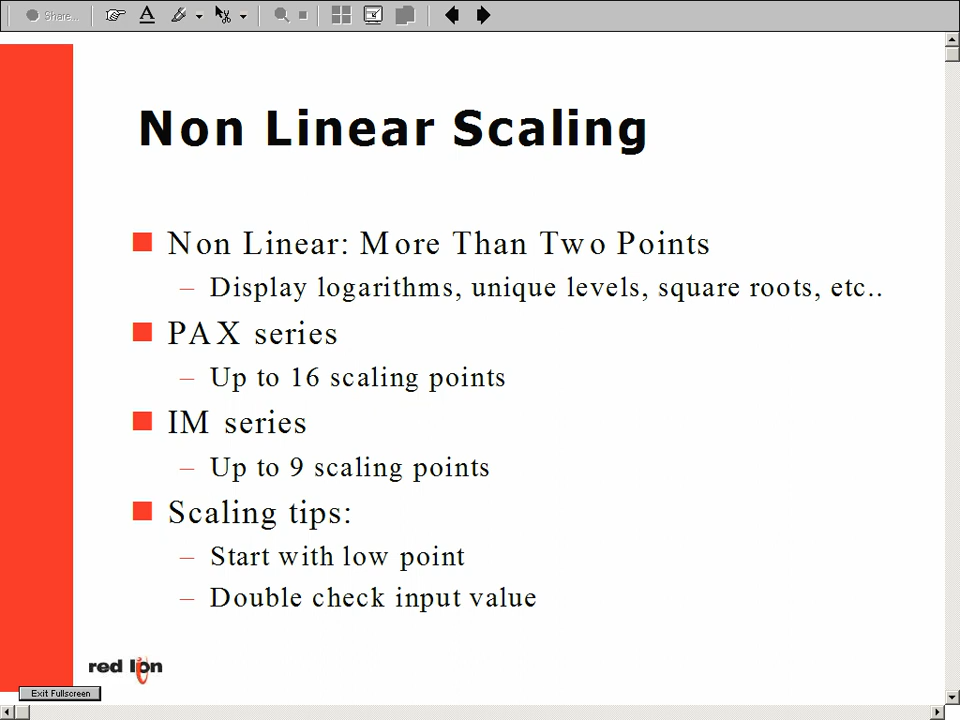 Share...
Non Linear Scaling
Non Linear: More Than Two Points
– Display logarithms, unique levels, square roots, etc..
PAX series
– Up to 16 scaling points
IM series
– Up to 9 scaling points
Scaling tips:
– Start with low point
– Double check input value
red lion
Exit Fullscreen